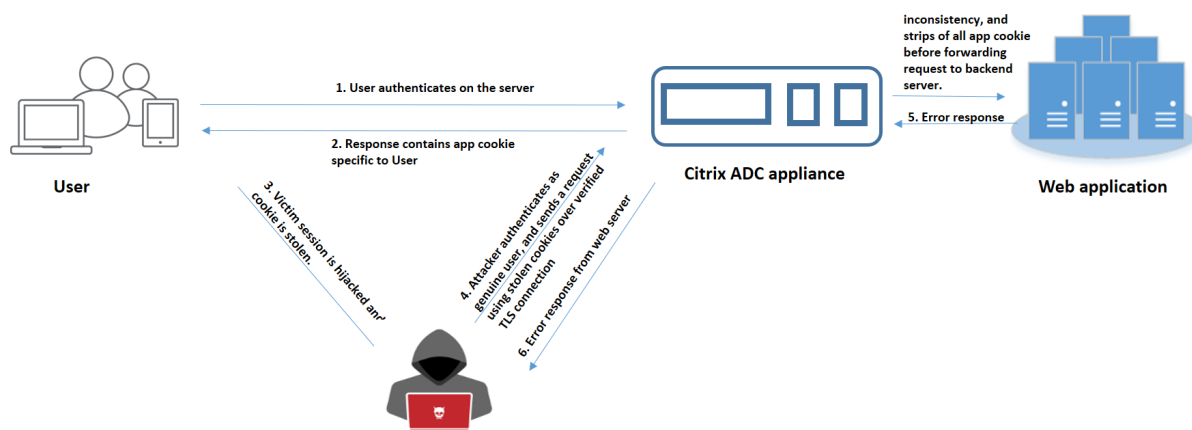 inconsistency, and
strips of all app cookie
before forwarding
request to backend
server.
1. User authenticates on the server
5. Error response
2. Response contains app cookie
specific to User
User
Citrix ADC appliance
Web application
3. Victim session is hijacked and
cookie is stolen.
4. Attacker authenticates as
genuine user, and sends a request
using stolen cookies over verified
TLS connection
6. Error response from web server